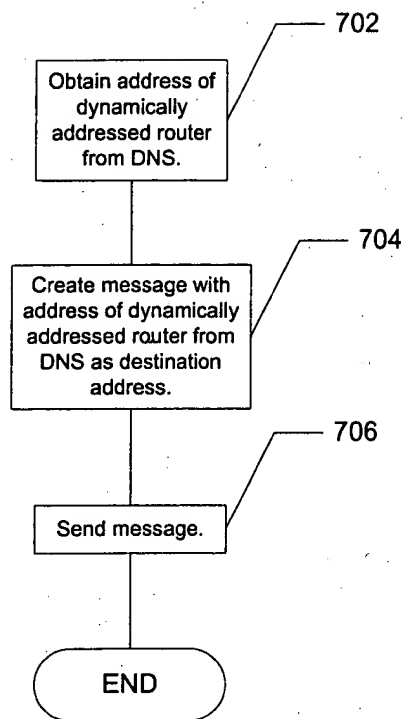 702
Obtain address of
dynamically
addressed router
from DNS.
704
Create message with
address of dynamically
addressed router from
DNS as destination
address.
706
Send message.
END